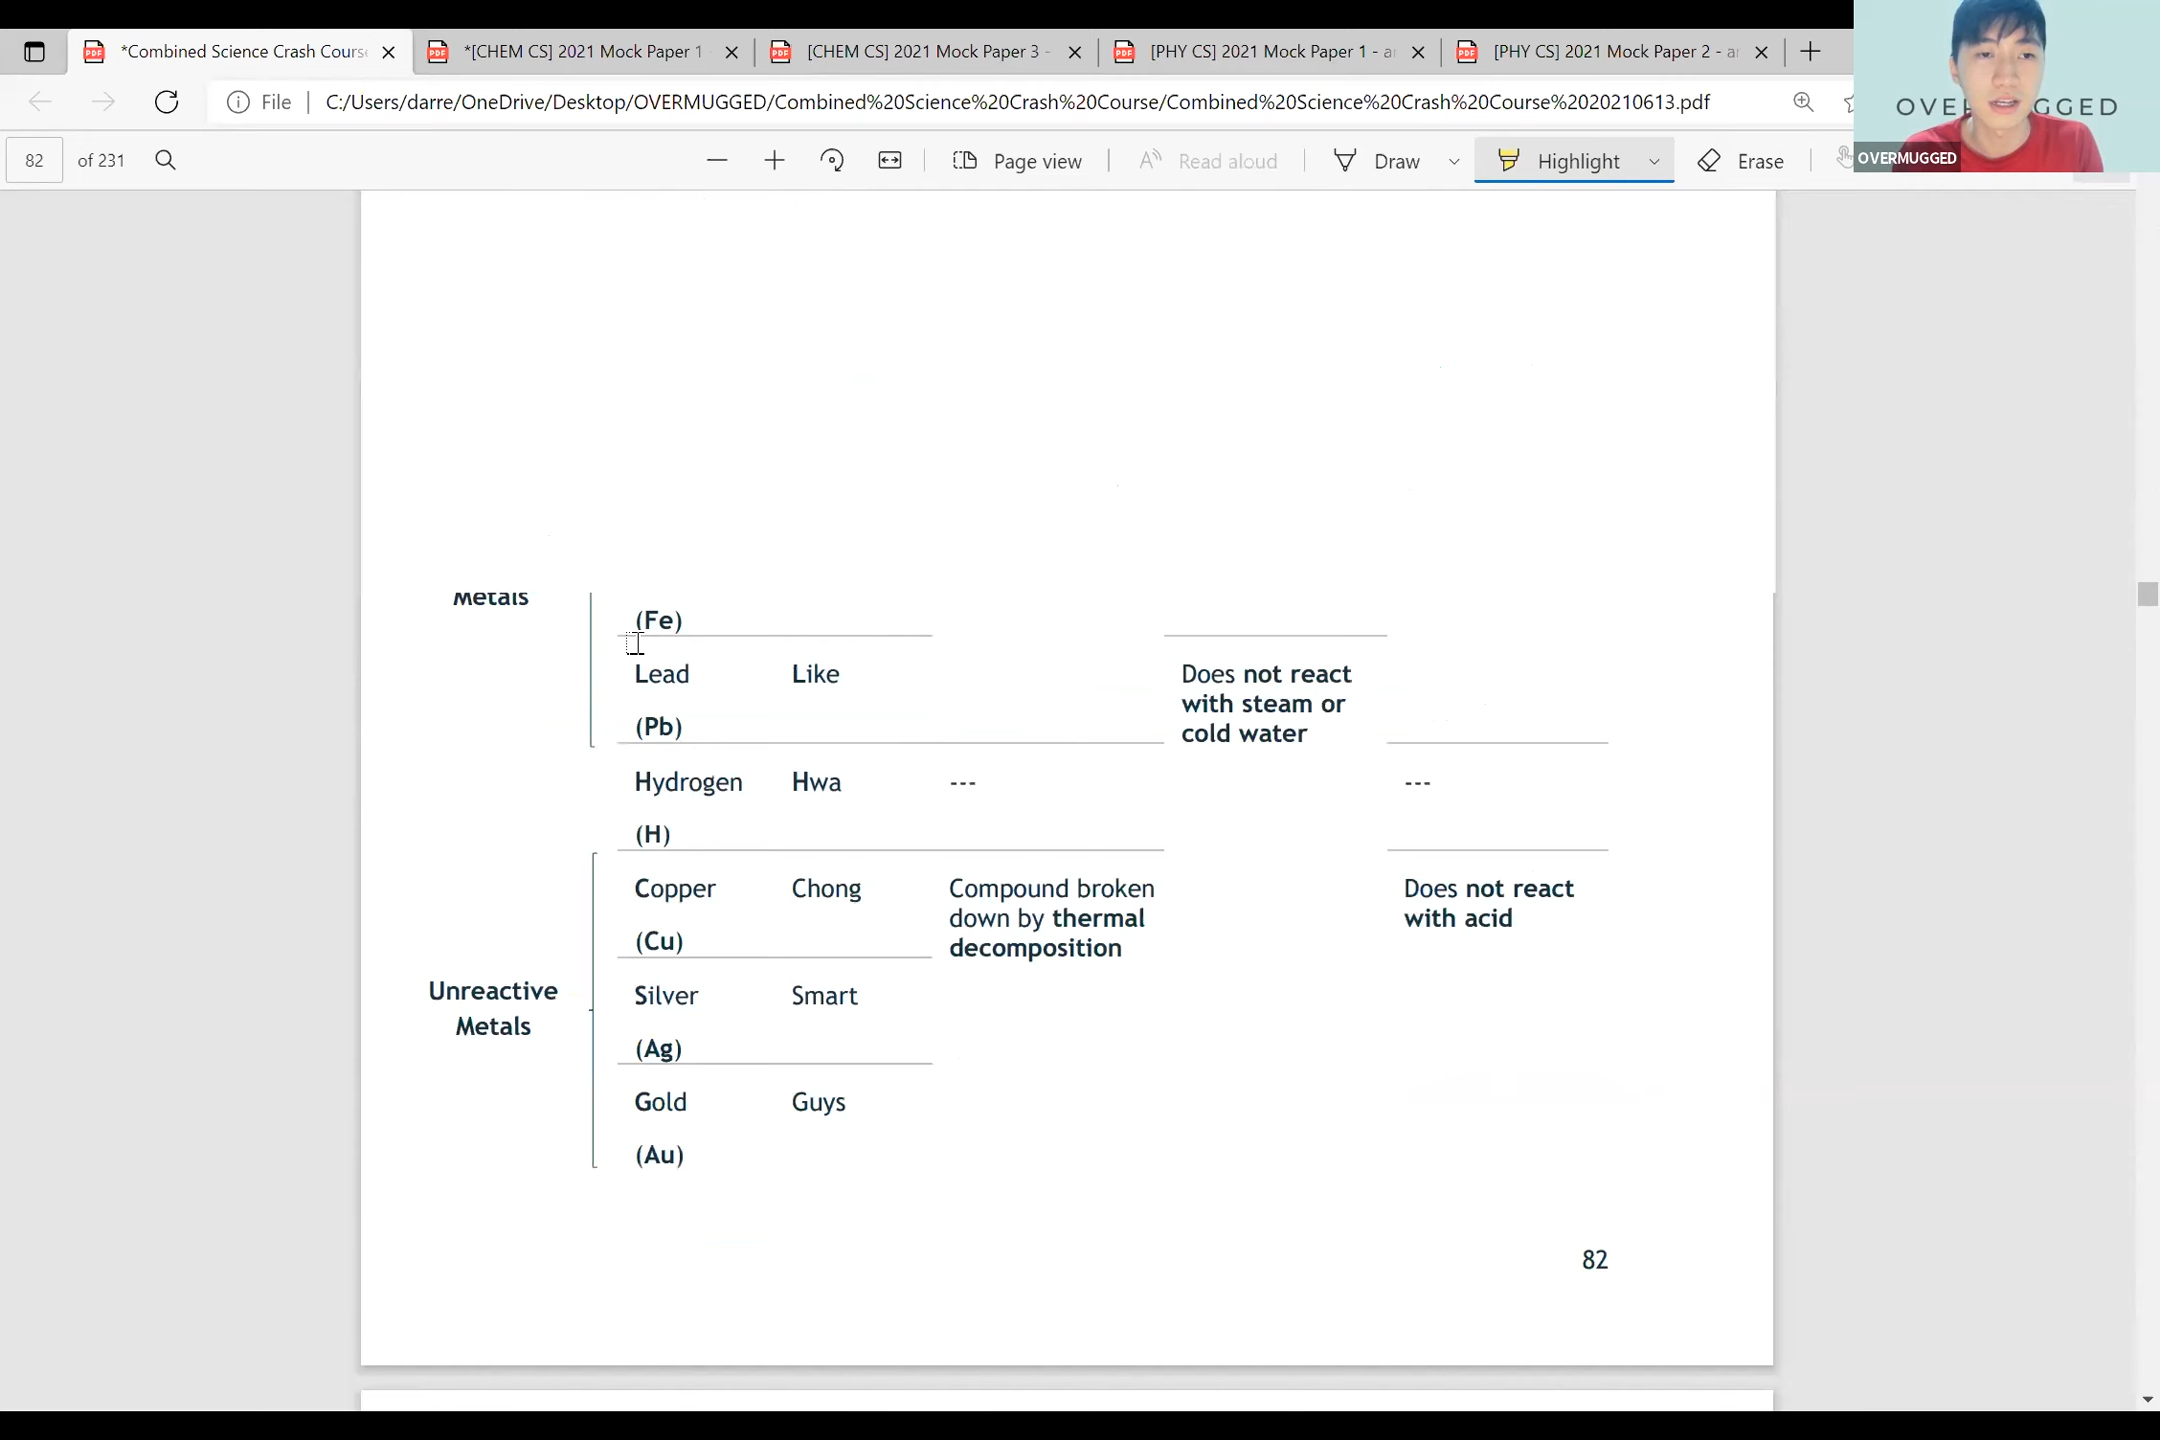 *Combined Science Crash Cours
*[CHEM CS] 2021 Mock Paper 1
[CHEM CS] 2021 Mock Paper 3 -
[PHY CS] 2021 Mock Paper 1 - a
[PHY CS] 2021 Mock Paper 2 - a
File
C:/Users/darre/OneDrive/Desktop/OVERMUGGED/Combined%20Science%20Crash%20Course/Combined%20Science%20Crash%20Course%2020210613.pdf
82 of 231
Page view
Read aloud
Draw
Highlight
Erase
OVERMUGGED
Metals
(Fe)
Lead Like
(Pb)
Does not react
with steam or
cold water
Hydrogen Hwa --- ---
(H)
Unreactive
Metals
Copper Chong
(Cu)
Compound broken
down by thermal
decomposition
Does not react
with acid
Silver Smart
(Ag)
Gold Guys
(Au)
82